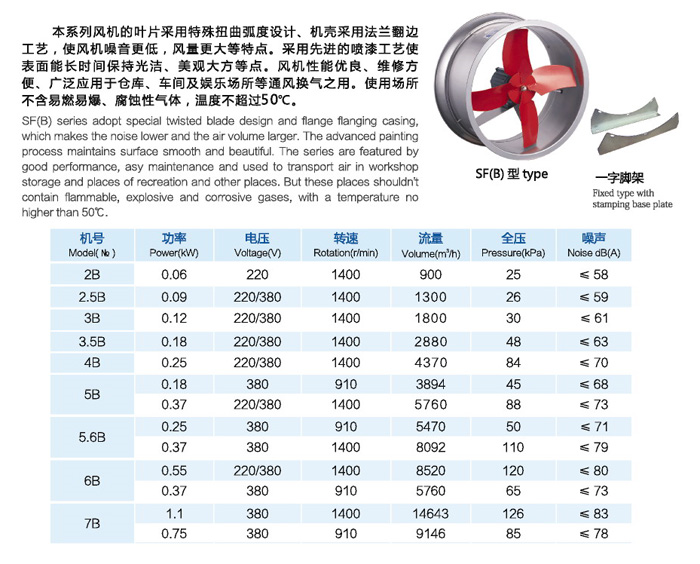 本系列风机的叶片采用特殊扭曲弧度设计、机壳采用法兰翻边
工艺，使风机噪音更低，风量更大等特点。采用先进的喷漆工艺使
表面能长时间保持光洁、美观大方等点。风机性能优良、维修方
便、广泛应用于仓库、车间及娱乐场所等通风换气之用。使用场所
不含易燃易爆、腐蚀性气体，温度不超过50℃。
SF(B) series adopt special twisted blade design and flange flanging casing,
which makes the noise lower and the air volume larger. The advanced painting
process maintains surface smooth and beautiful. The series are featured by
good performance, asy maintenance and used to transport air in workshop
storage and places of recreation and other places. But these places shouldn't
contain flammable, explosive and corrosive gases, with a temperature no
higher than 50℃.
SF(B) 型 type
一字脚架
Fixed type with
stamping base plate
机号 功率 电压 转速 流量 全压 噪声
Model(№) Power(kW) Voltage(V) Rotation(r/min) Volume(m³/h) Pressure(kPa) Noise dB(A)
2B 0.06 220 1400 900 25 ≤ 58
2.5B 0.09 220/380 1400 1300 26 ≤ 59
3B 0.12 220/380 1400 1800 30 ≤ 61
3.5B 0.18 220/380 1400 2880 48 ≤ 63
4B 0.25 220/380 1400 4370 84 ≤ 70
5B 0.18 380 910 3894 45 ≤ 68
0.37 220/380 1400 5760 88 ≤ 73
5.6B 0.25 380 910 5470 50 ≤ 71
0.37 380 1400 8092 110 ≤ 79
6B 0.55 220/380 1400 8520 120 ≤ 80
0.37 380 910 5760 65 ≤ 73
7B 1.1 380 1400 14643 126 ≤ 83
0.75 380 910 9146 85 ≤ 78